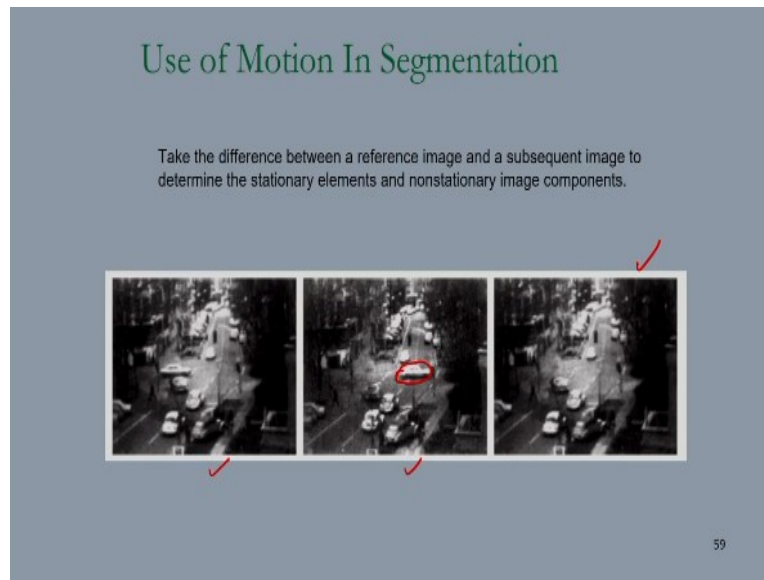 Use of Motion In Segmentation
Take the difference between a reference image and a subsequent image to
determine the stationary elements and nonstationary image components.
59